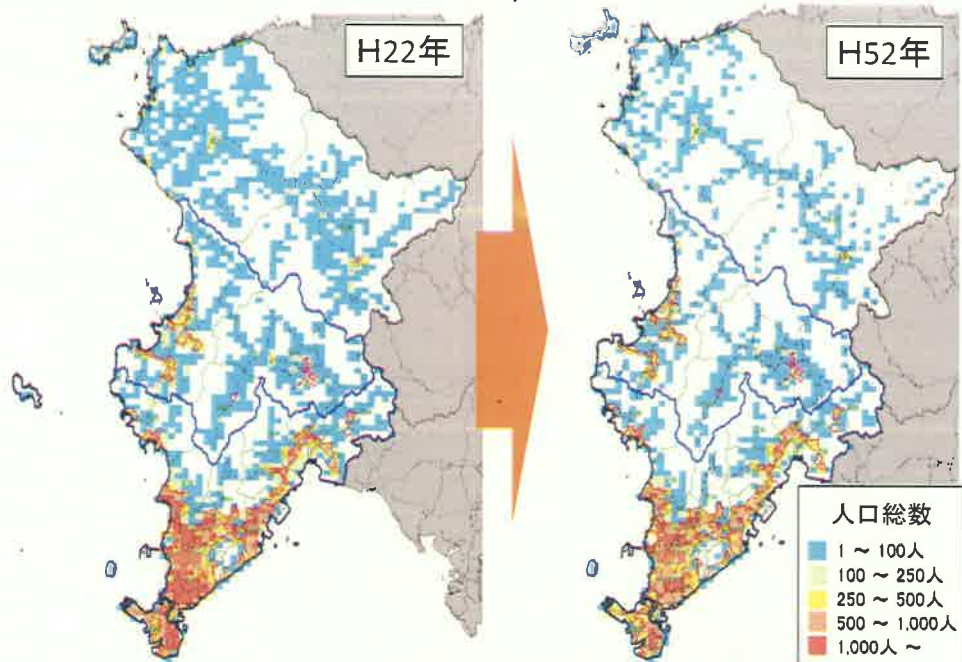 H22年
H52年
人口総数
1 ~ 100人
100 ~ 250人
250 ~ 500人
500 ~ 1,000人
1,000人 ~